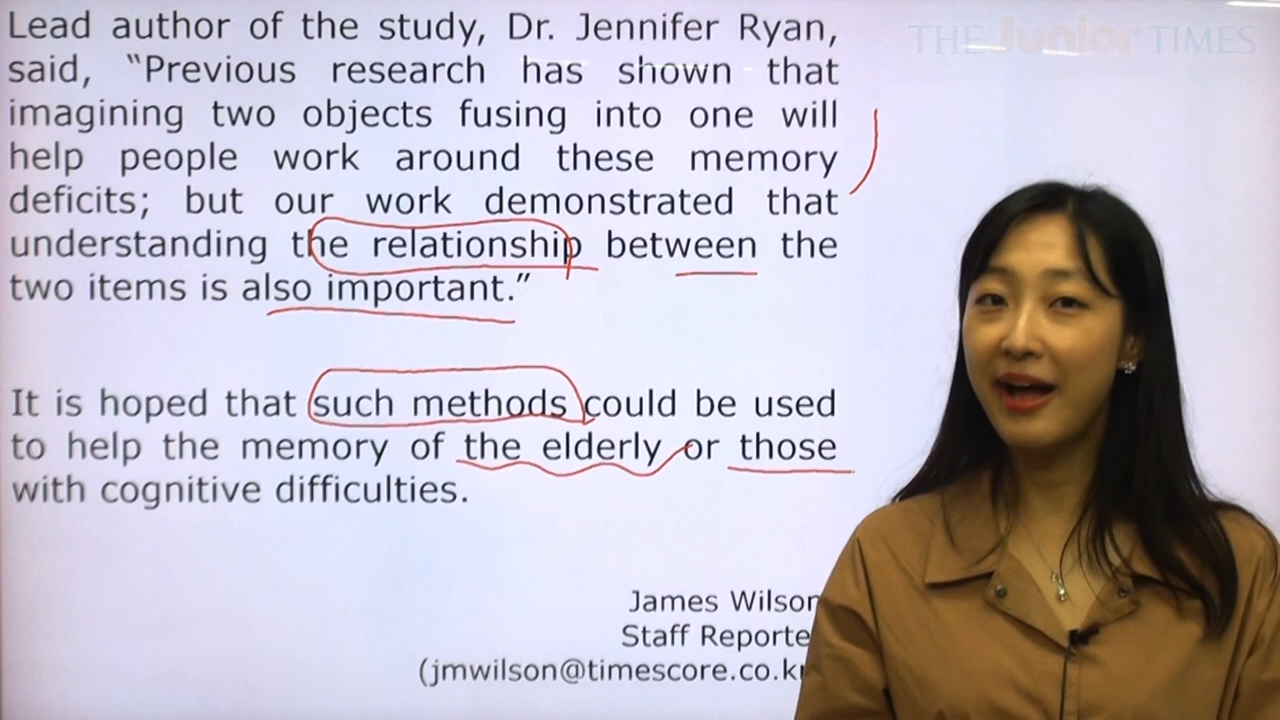 THE Junior TIMES
Lead author of the study, Dr. Jennifer Ryan,
said, “Previous research has shown that
imagining two objects fusing into one will
help people work around these memory
deficits; but our work demonstrated that
understanding the relationship between the
two items is also important.”
It is hoped that such methods could be used
to help the memory of the elderly or those
with cognitive difficulties.
James Wilson
Staff Reporte
(jmwilson@timescore.co.kr